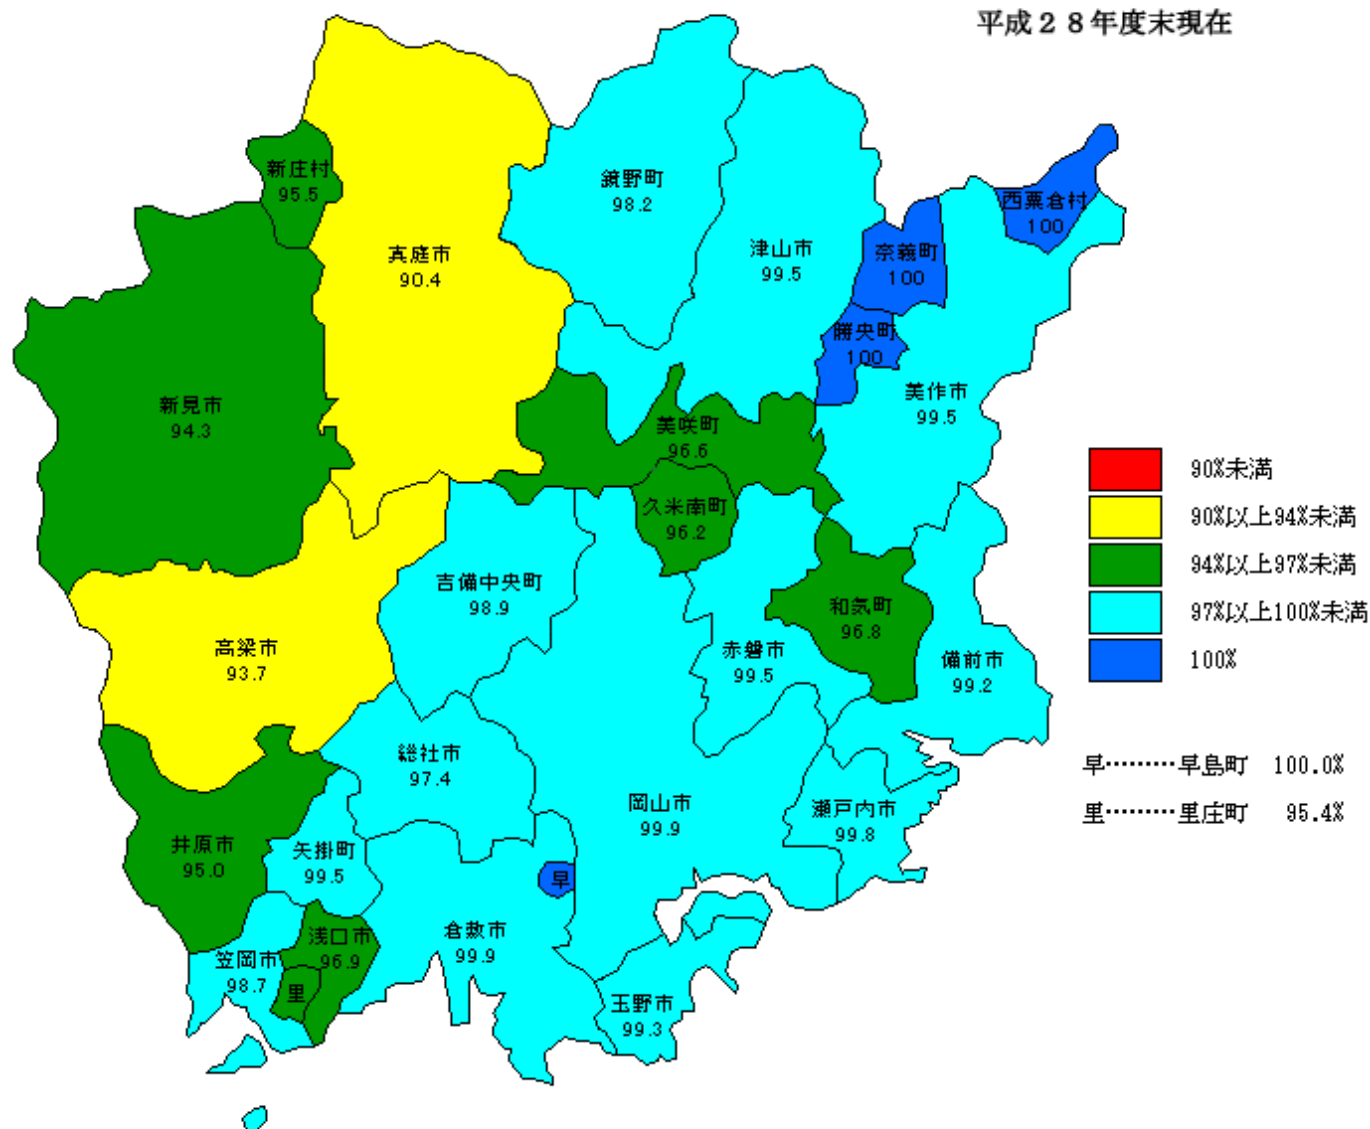 平成２８年度末現在
新庄村
95.5
鏡野町
98.2
西粟倉村
100
真庭市
90.4
津山市
99.5
奈義町
100
勝央町
100
新見市
94.3
美作市
99.5
美咲町
96.6
久米南町
96.2
90%未満
90%以上94%未満
94%以上97%未満
97%以上100%未満
100%
吉備中央町
98.9
和気町
96.8
高梁市
93.7
赤磐市
99.5
備前市
99.2
総社市
97.4
岡山市
99.9
瀬戸内市
99.8
早………早島町 100.0%
里………里庄町 95.4%
井原市
95.0
矢掛町
99.5
早
浅口市
96.9
倉敷市
99.9
笠岡市
98.7
里
玉野市
99.3